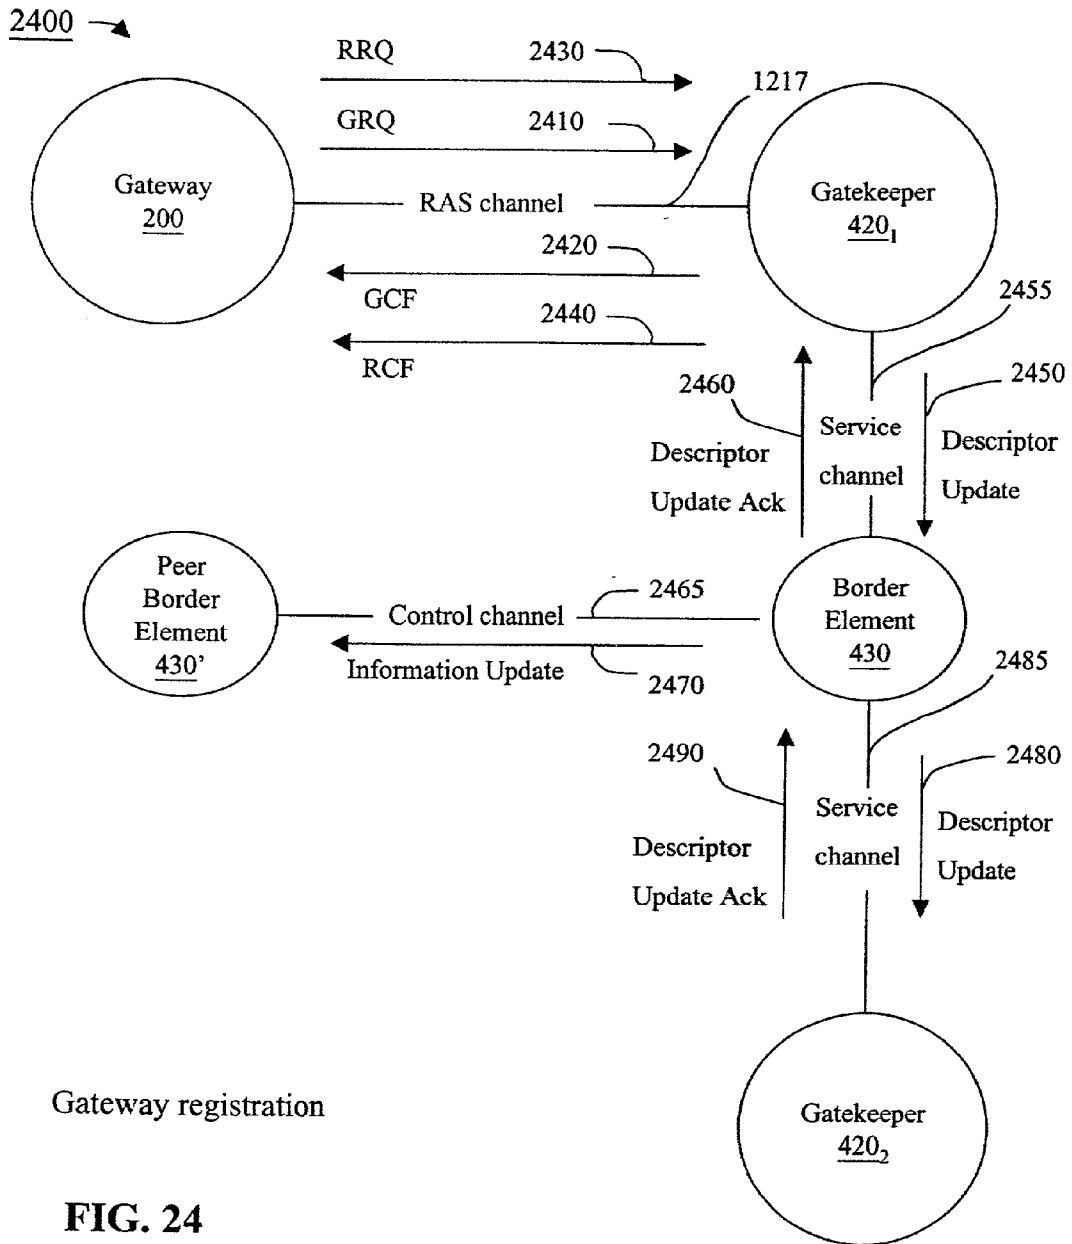 2400
RRQ 2430
1217
GRQ 2410
Gateway
200
RAS channel
Gatekeeper
420₁
2420
GCF
2440
RCF
2455
2460
2450
Service
channel
Descriptor
Update Ack
Descriptor
Update
Peer
Border
Element
430’
Control channel
2465
Information Update
2470
Border
Element
430
2485
2490
2480
Service
channel
Descriptor
Update Ack
Descriptor
Update
Gateway registration
Gatekeeper
420₂
FIG. 24